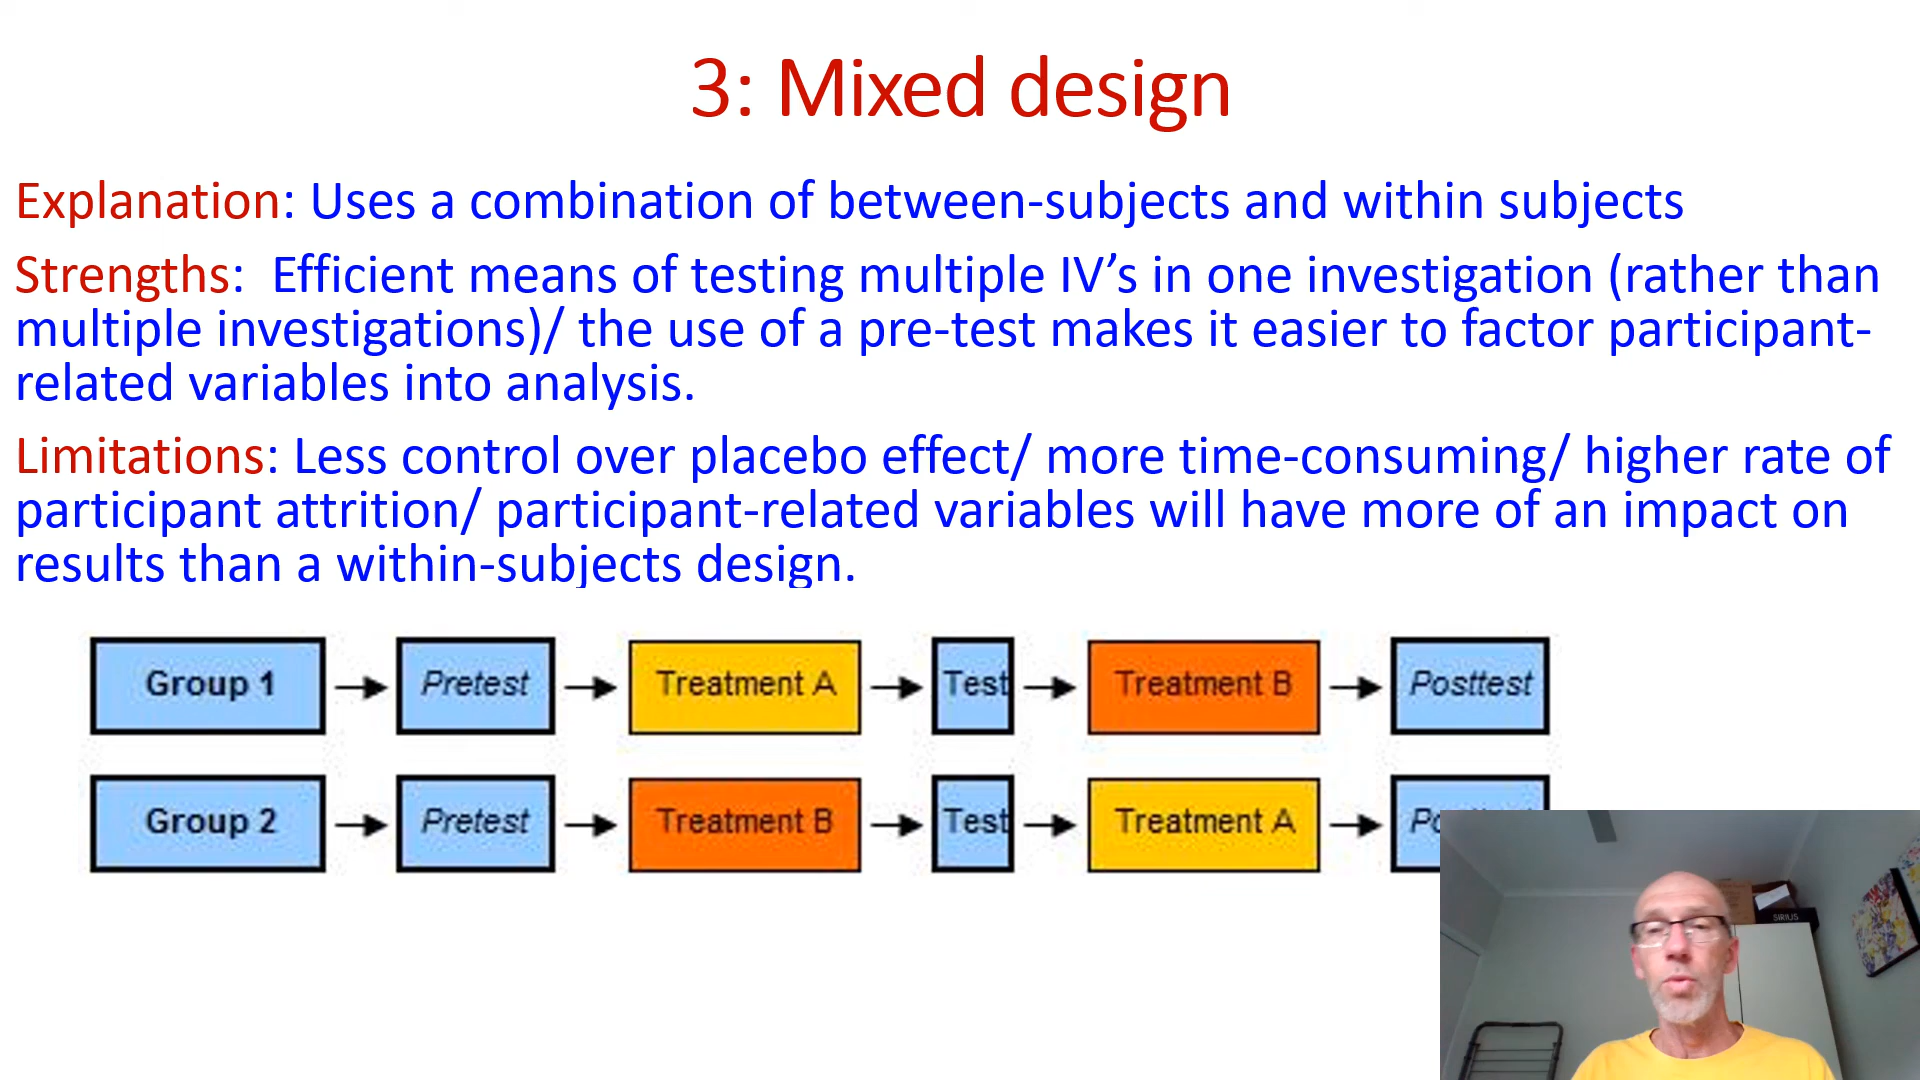 3: Mixed design
Explanation: Uses a combination of between-subjects and within subjects
Strengths:  Efficient means of testing multiple IV’s in one investigation (rather than
multiple investigations)/ the use of a pre-test makes it easier to factor participant-
related variables into analysis.
Limitations: Less control over placebo effect/ more time-consuming/ higher rate of
participant attrition/ participant-related variables will have more of an impact on
results than a within-subjects design.
Group 1 Pretest Treatment A Test Treatment B Posttest
Group 2 Pretest Treatment B Test Treatment A
SIRIUS